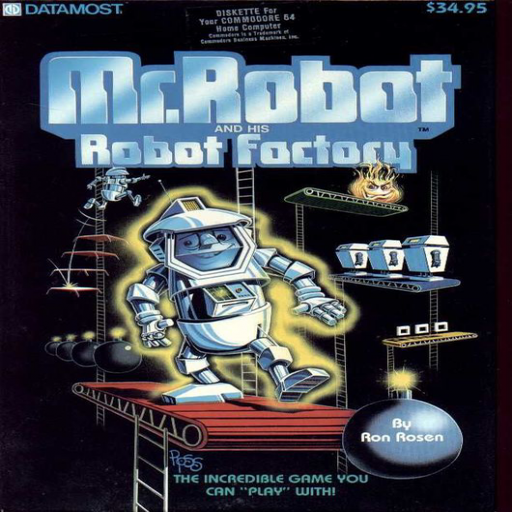 DATAMOST.
$34.95
DISKETTE For
Your COMMODORE 64
Home Computer
Commodore is a Trademark of
Commodore Business Machines, Inc.
Mr. Robot
AND HIS
TM
Robot Factory
By
Ron Rosen
Ross
THE INCREDIBLE GAME YOU
CAN "PLAY" WITH!